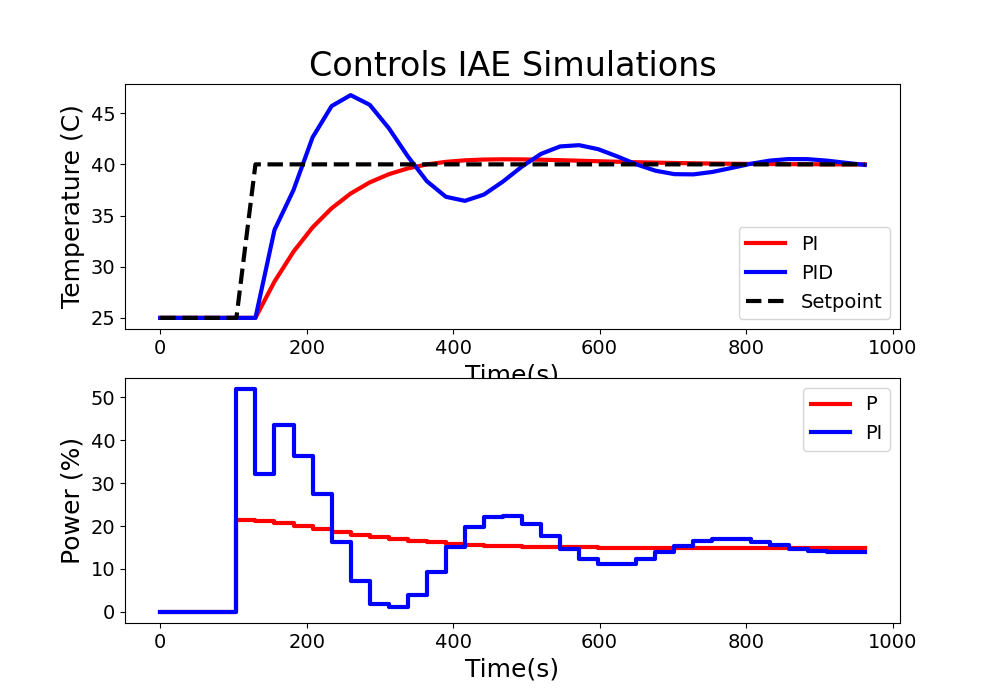 Controls IAE Simulations
Temperature (C)
45
40
35
30
25
PI
PID
Setpoint
0 200 400 600 800 1000
Time(s)
Power (%)
50
40
30
20
10
0
P
PI
0 200 400 600 800 1000
Time(s)